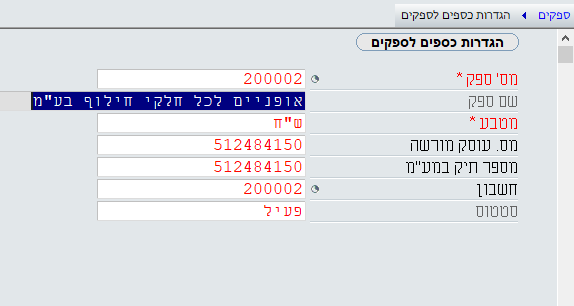 ספקים ◄ הגדרות כספים לספקים
הגדרות כספים לספקים
מס' ספק * 200002
שם ספק אופניים לכל חלקי חילוף בע"מ
מטבע * ש"ח
מס. עוסק מורשה 512484150
מספר תיק במע"מ 512484150
חשבון 200002
סטטוס פעיל